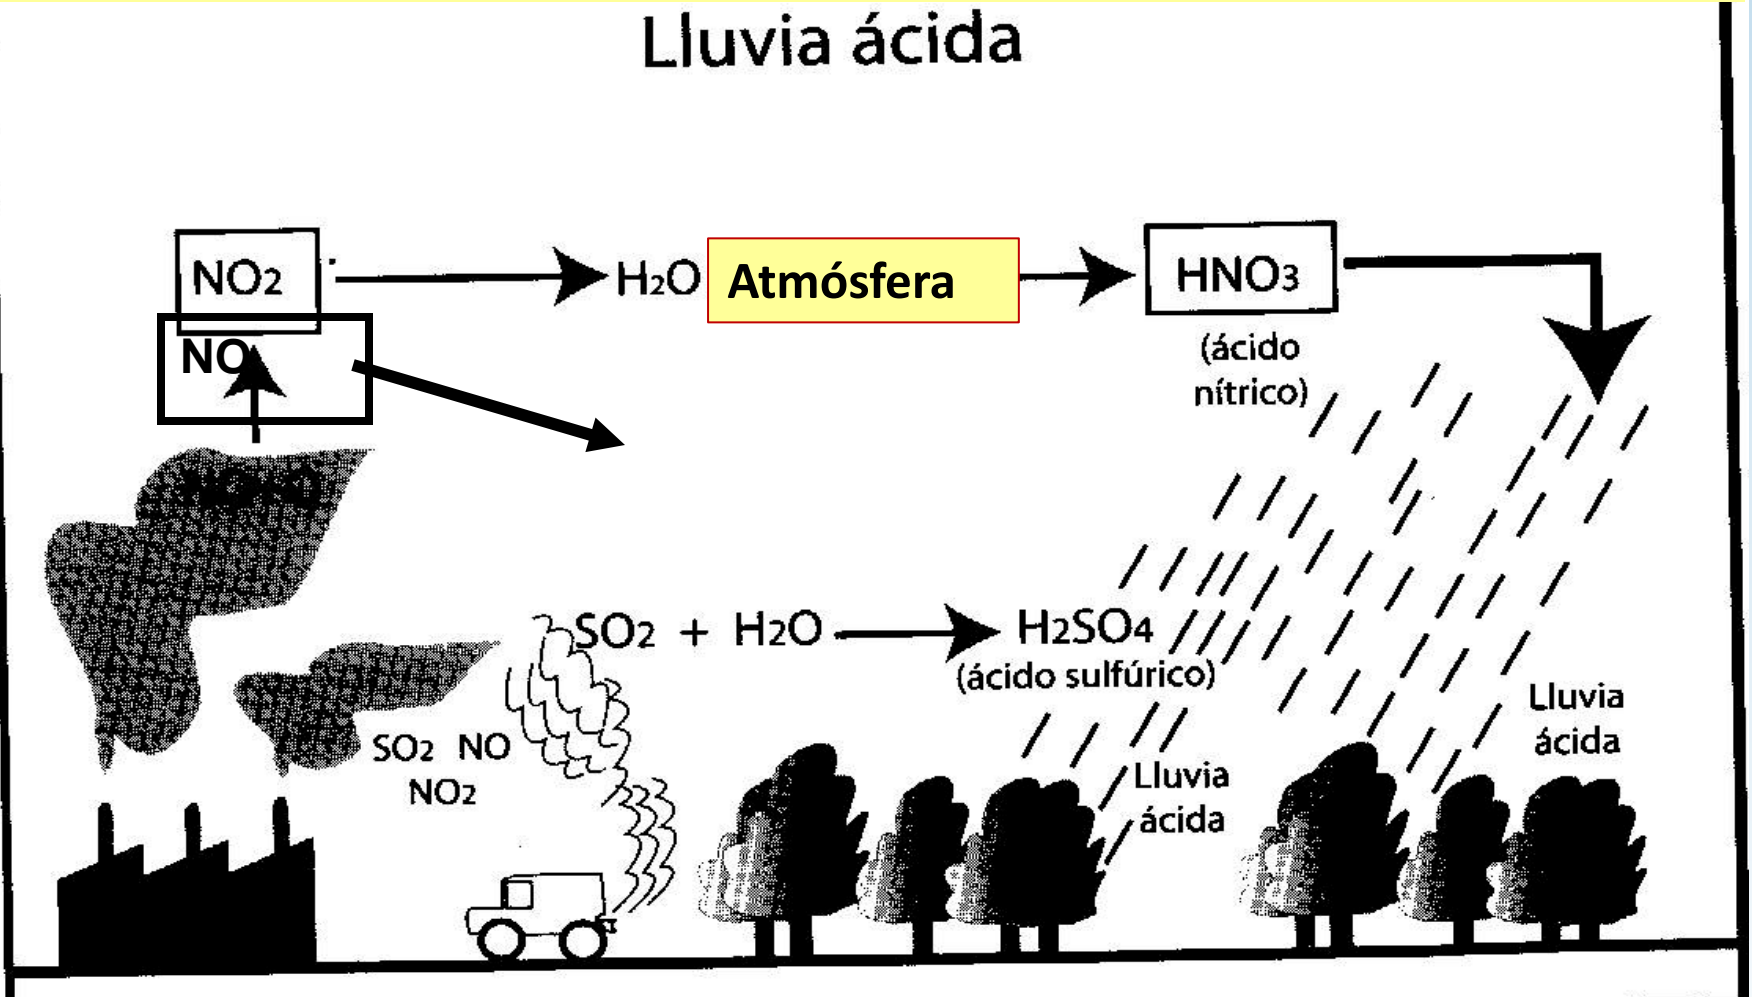 Lluvia ácida
NO2
H2O
Atmósfera
HNO3
NO
(ácido
nítrico)
SO2 + H2O
H2SO4
(ácido sulfúrico)
SO2 NO
NO2
Lluvia
ácida
Lluvia
ácida